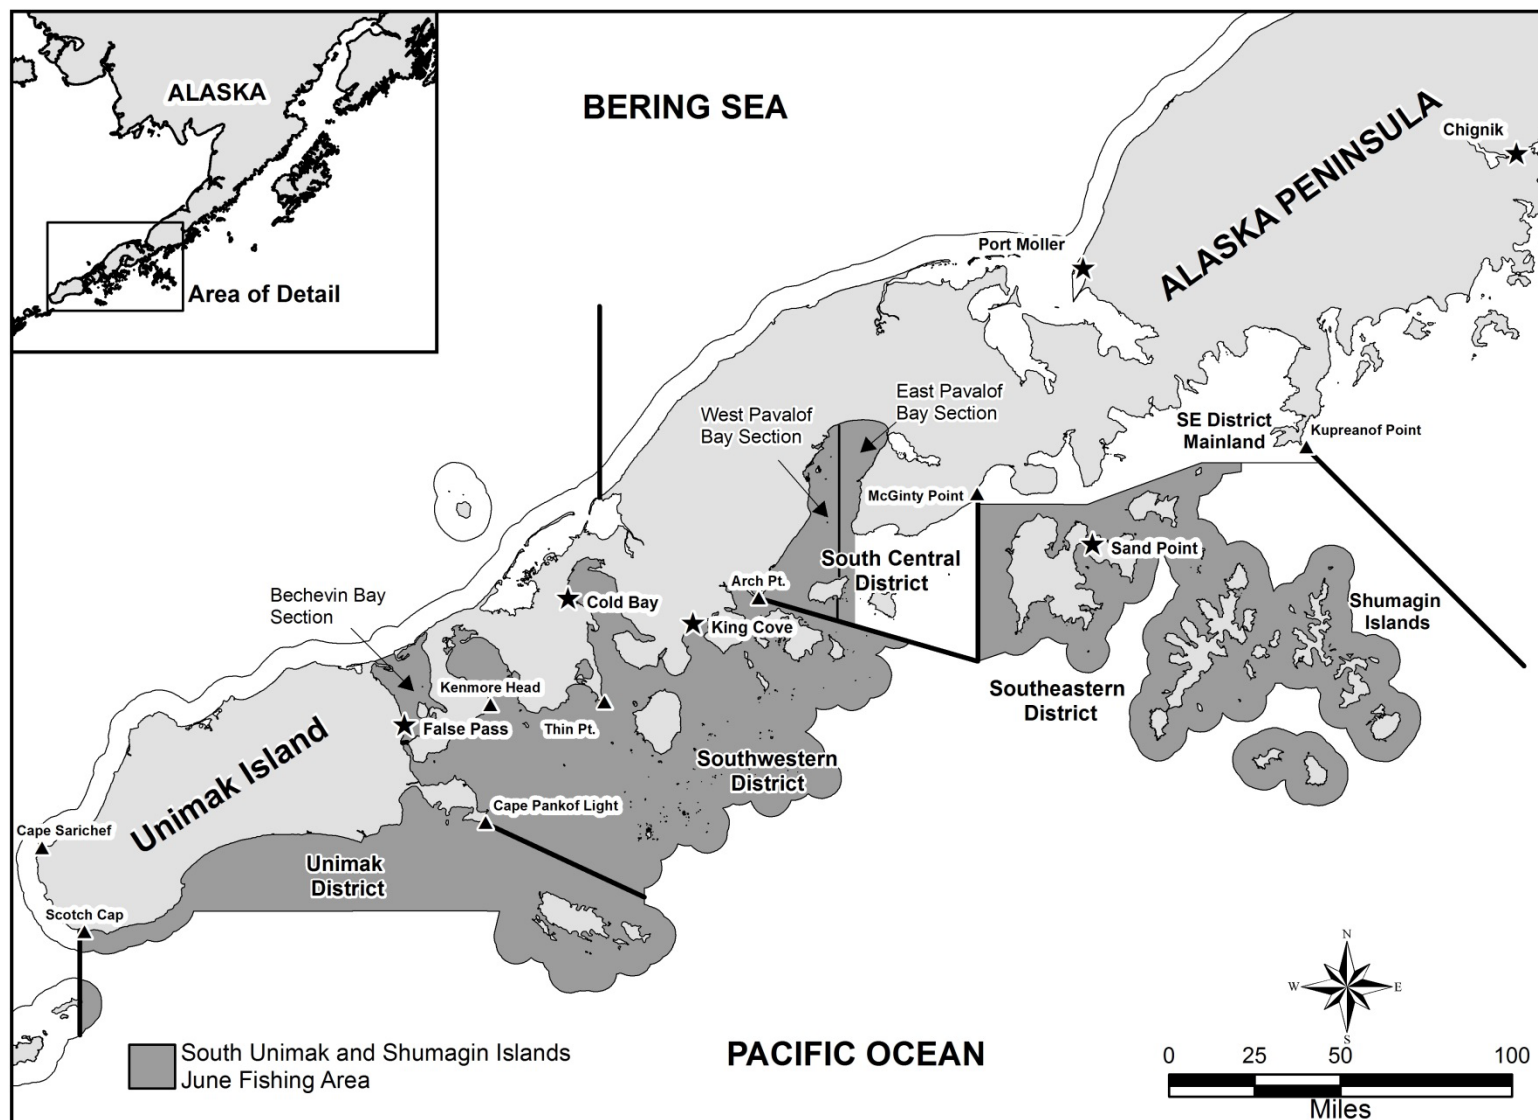 ALASKA
Area of Detail
BERING SEA
ALASKA PENINSULA
Chignik
Port Moller
East Pavalof
Bay Section
West Pavalof
Bay Section
SE District
Mainland
Kupreanof Point
McGinty Point
Sand Point
South Central
District
Arch Pt.
Shumagin
Islands
Bechevin Bay
Section
Cold Bay
King Cove
Kenmore Head
False Pass
Thin Pt.
Southeastern
District
Southwestern
District
Unimak Island
Cape Pankof Light
Cape Sarichef
Unimak
District
Scotch Cap
N
W
E
S
South Unimak and Shumagin Islands
June Fishing Area
PACIFIC OCEAN
0 25 50 100
Miles